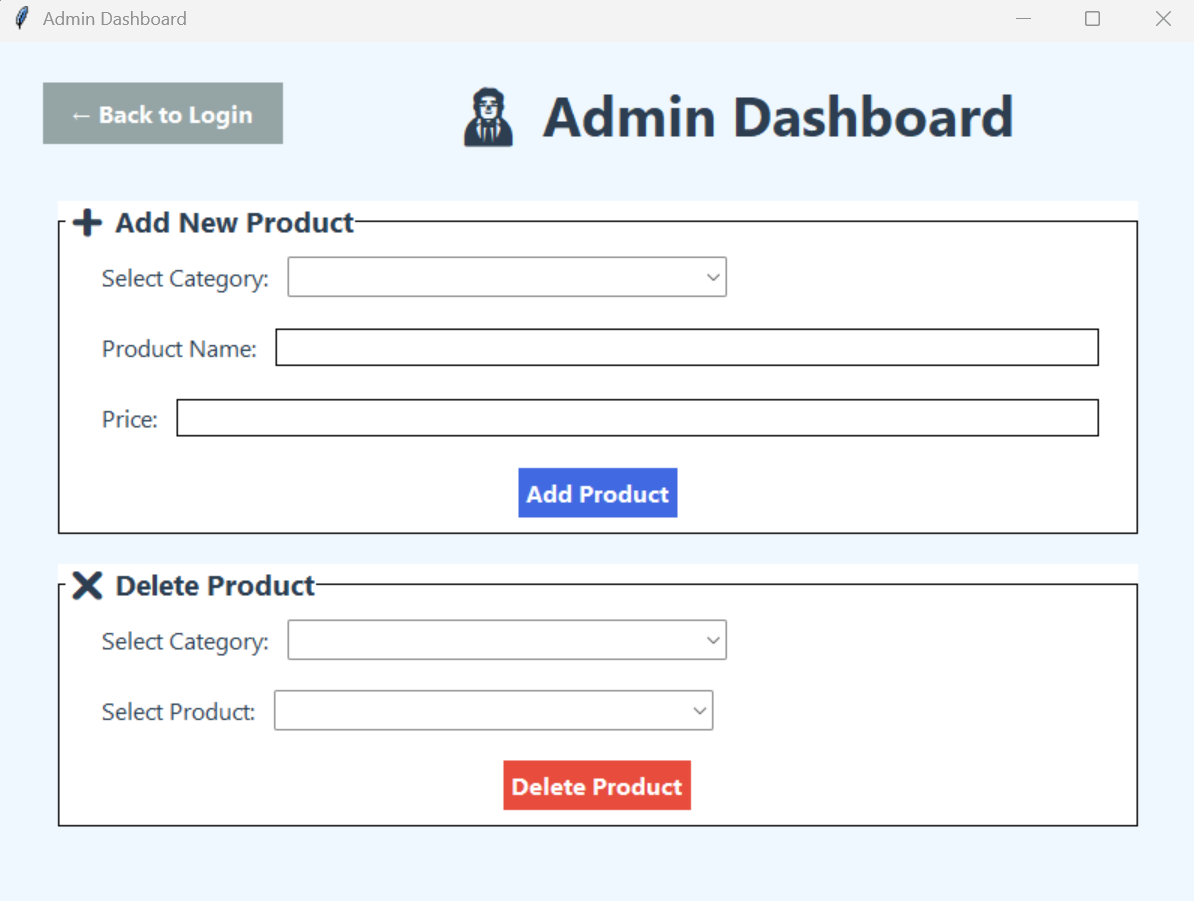 Admin Dashboard
← Back to Login
Admin Dashboard
Add New Product
Select Category:
Product Name:
Price:
Add Product
Delete Product
Select Category:
Select Product:
Delete Product